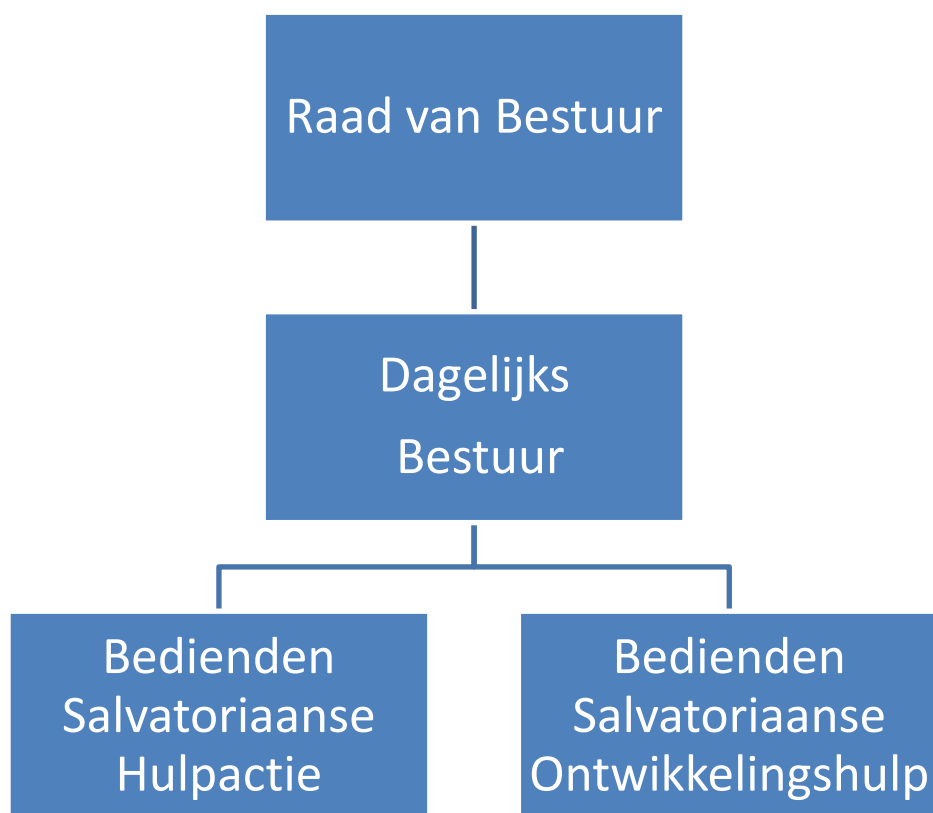 Raad van Bestuur
Dagelijks
Bestuur
Bedienden
Salvatoriaanse
Hulpactie
Bedienden
Salvatoriaanse
Ontwikkelingshulp